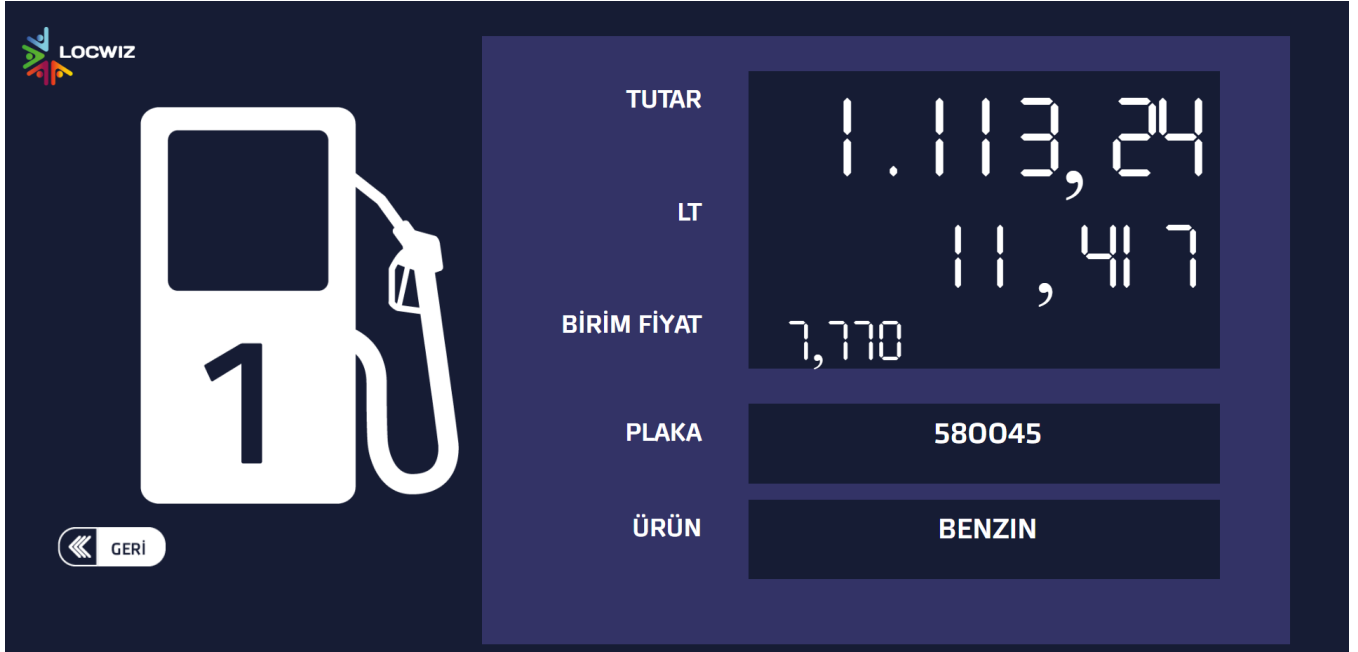 LOCWIZ
TUTAR 1.113,24
LT 11,417
BİRİM FİYAT 7,770
1
PLAKA 580045
ÜRÜN BENZIN
GERİ